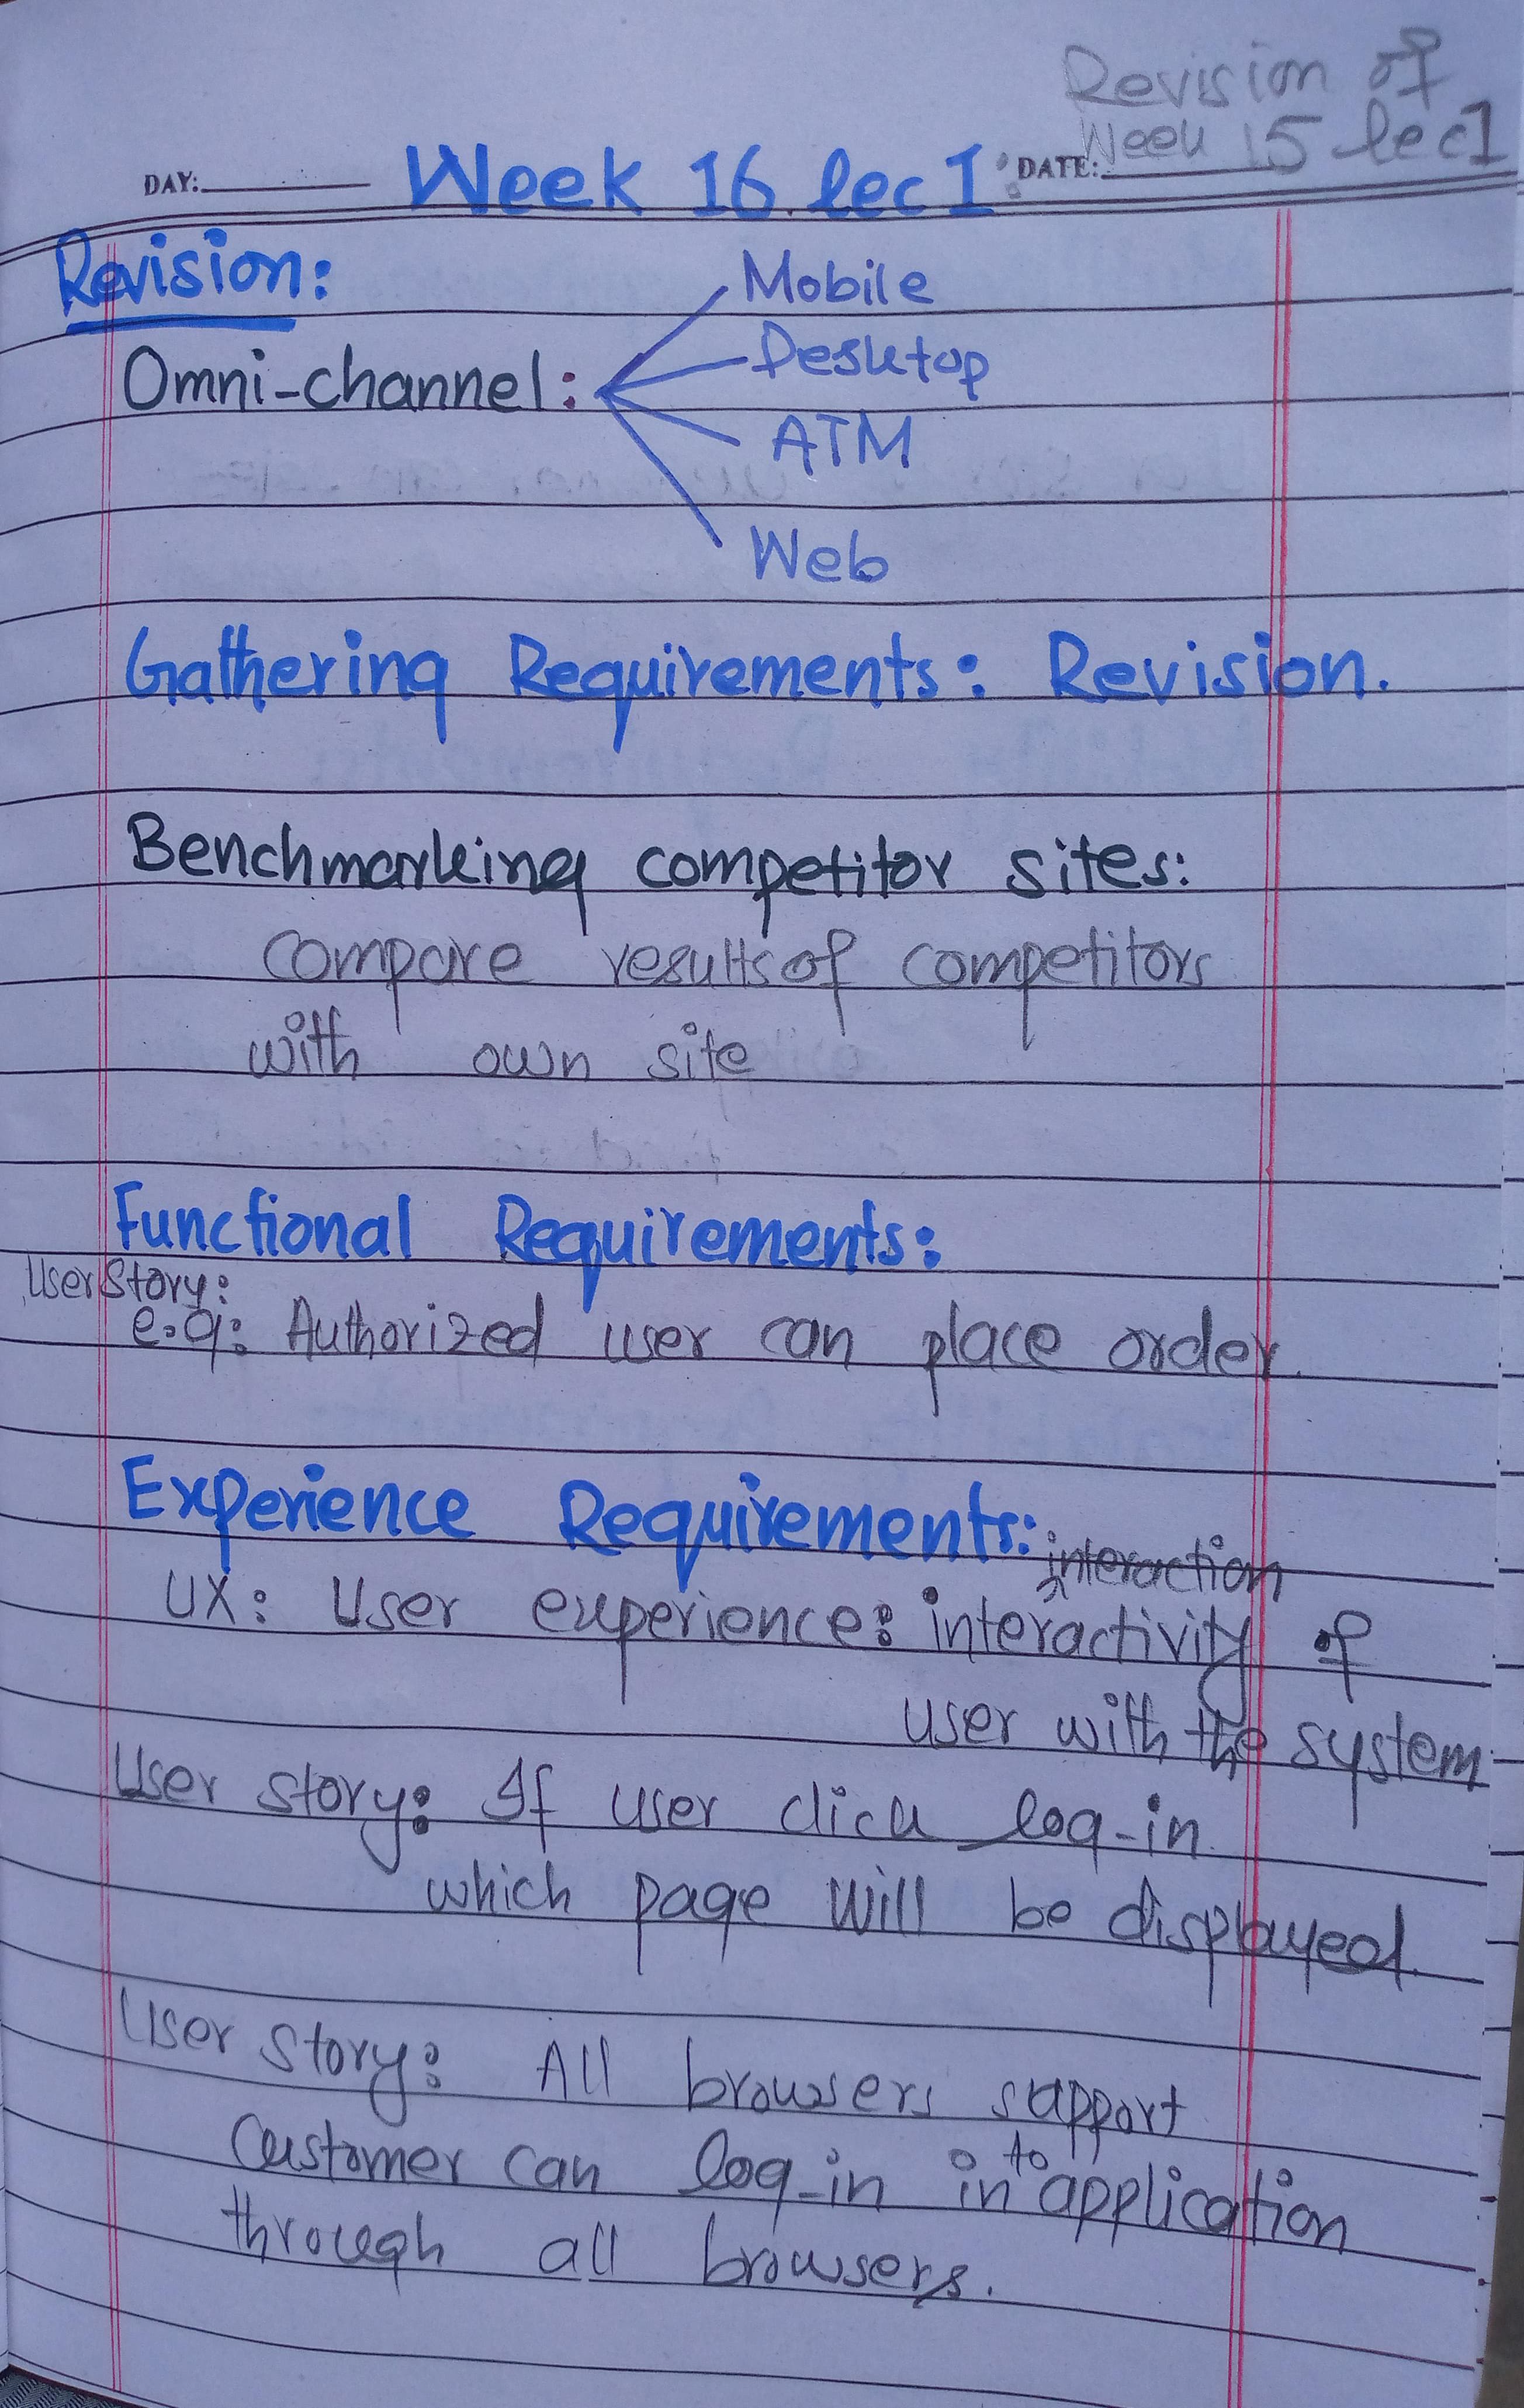 Revision of
Week 15 lec 1
DAY: Week 16 lec 1: DATE:
Revision:
Mobile
Desktop
Omni-channel:
ATM
Web
Gathering Requirements: Revision.
Benchmarking competitor sites:
compare results of competitors
with own site
Functional Requirements:
User Story:
e.g: Authorized user can place order.
Experience Requirements:
interaction
UX: User experience: interactivity of
user with the system
User story: If user click log-in
which page will be displayed.
User story: All browsers support
Customer can log-in in to application
through all browsers.